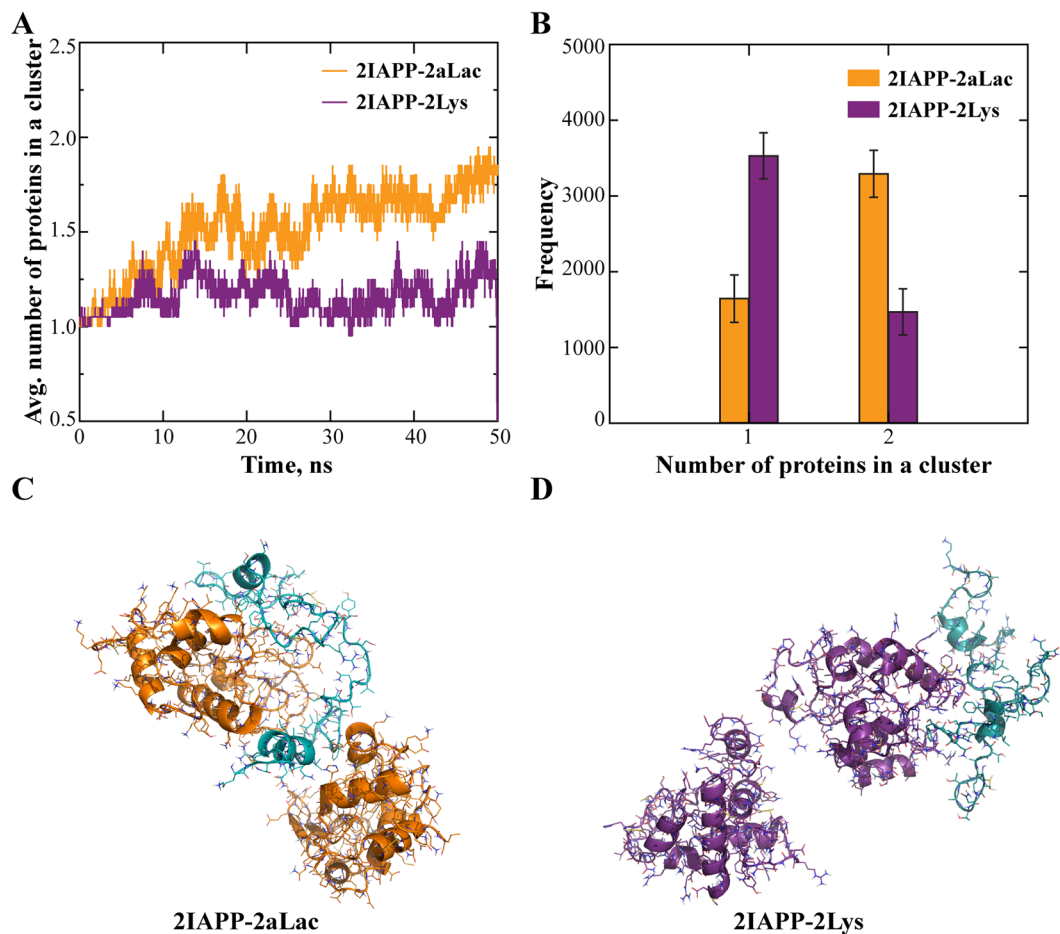 A
2.5
2.0
1.5
1.0
0.5
Avg. number of proteins in a cluster
2IAPP-2aLac
2IAPP-2Lys
0
10
20
30
40
50
Time, ns
B
5000
4000
3000
2000
1000
0
Frequency
2IAPP-2aLac
2IAPP-2Lys
1
2
Number of proteins in a cluster
C
2IAPP-2aLac
D
2IAPP-2Lys